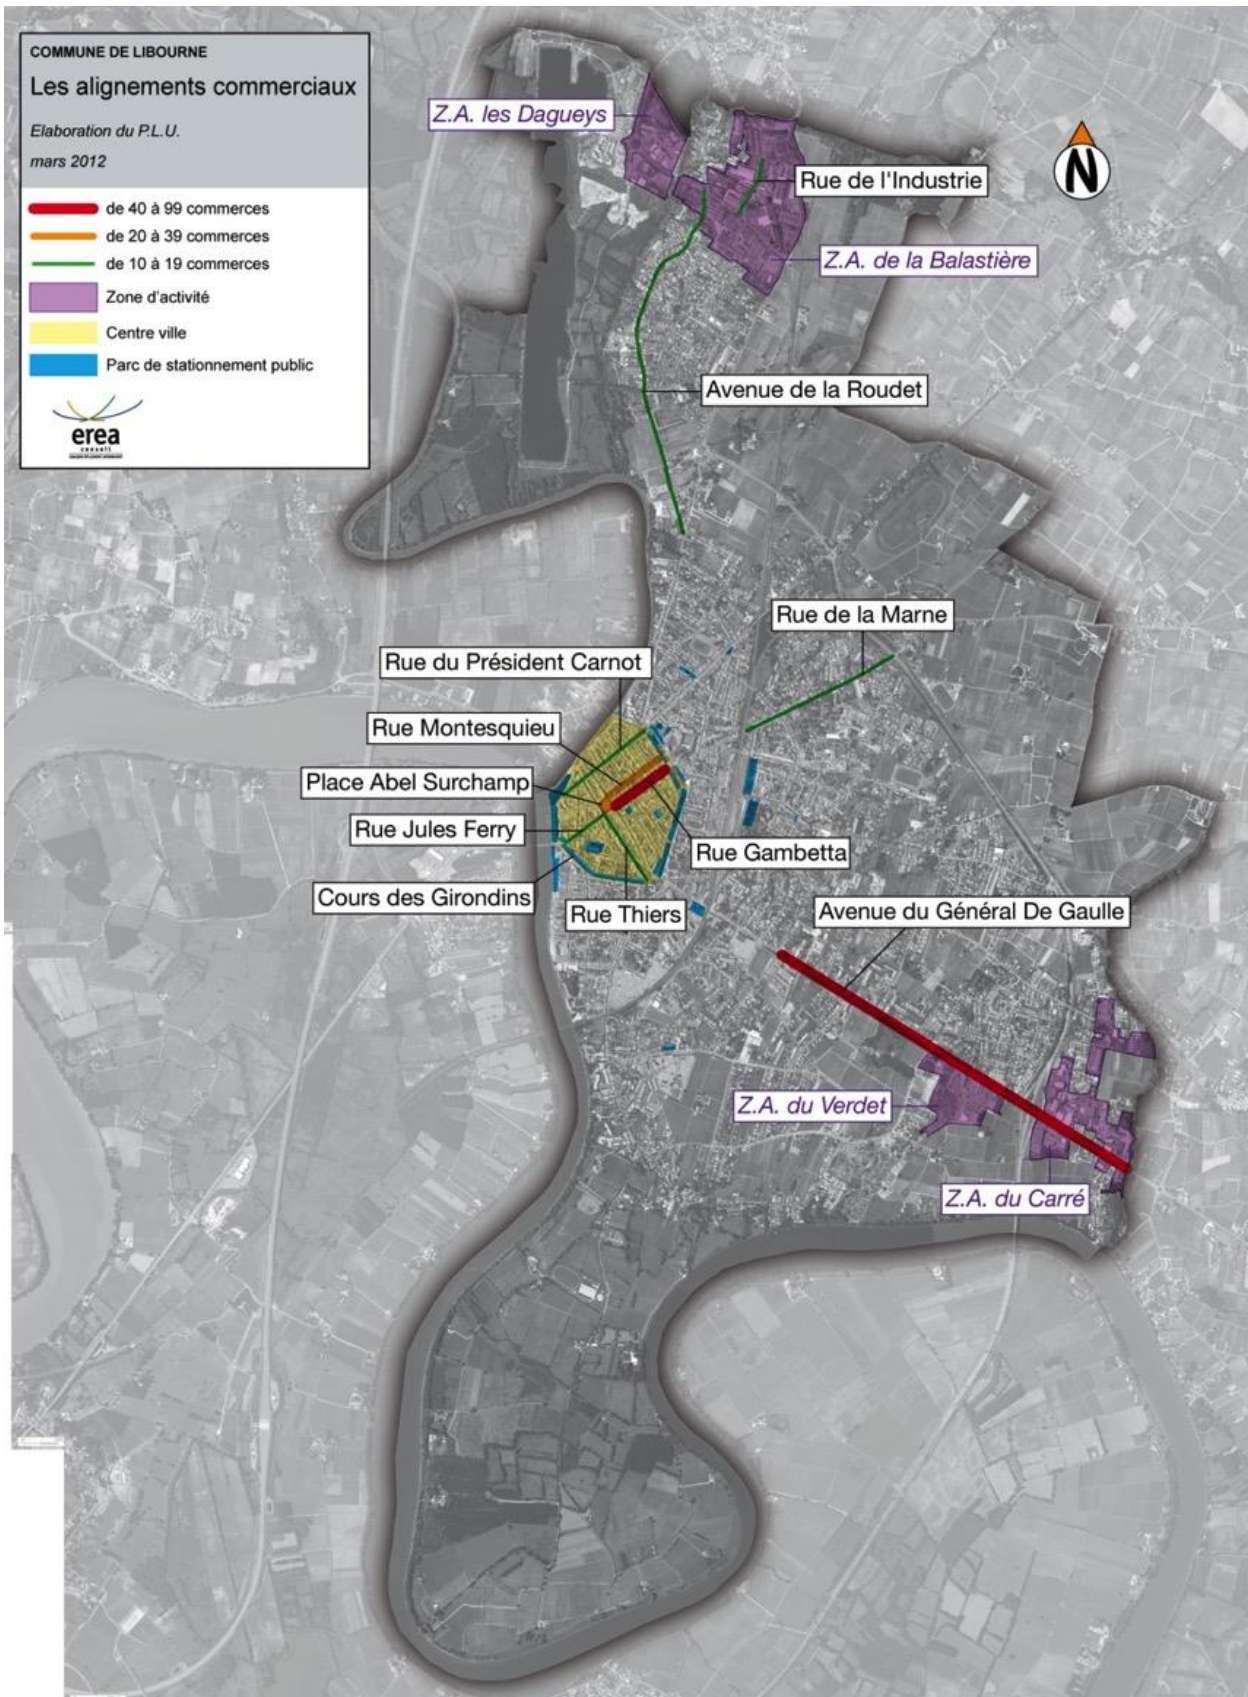 COMMUNE DE LIBOURNE
Les alignements commerciaux
Elaboration du P.L.U.
mars 2012
de 40 à 99 commerces
de 20 à 39 commerces
de 10 à 19 commerces
Zone d'activité
Centre ville
Parc de stationnement public
erea
conseil
N
Z.A. les Dagueys
Rue de l'Industrie
Z.A. de la Balastière
Avenue de la Roudet
Rue de la Marne
Rue du Président Carnot
Rue Montesquieu
Place Abel Surchamp
Rue Jules Ferry
Rue Gambetta
Cours des Girondins
Rue Thiers
Avenue du Général De Gaulle
Z.A. du Verdet
Z.A. du Carré